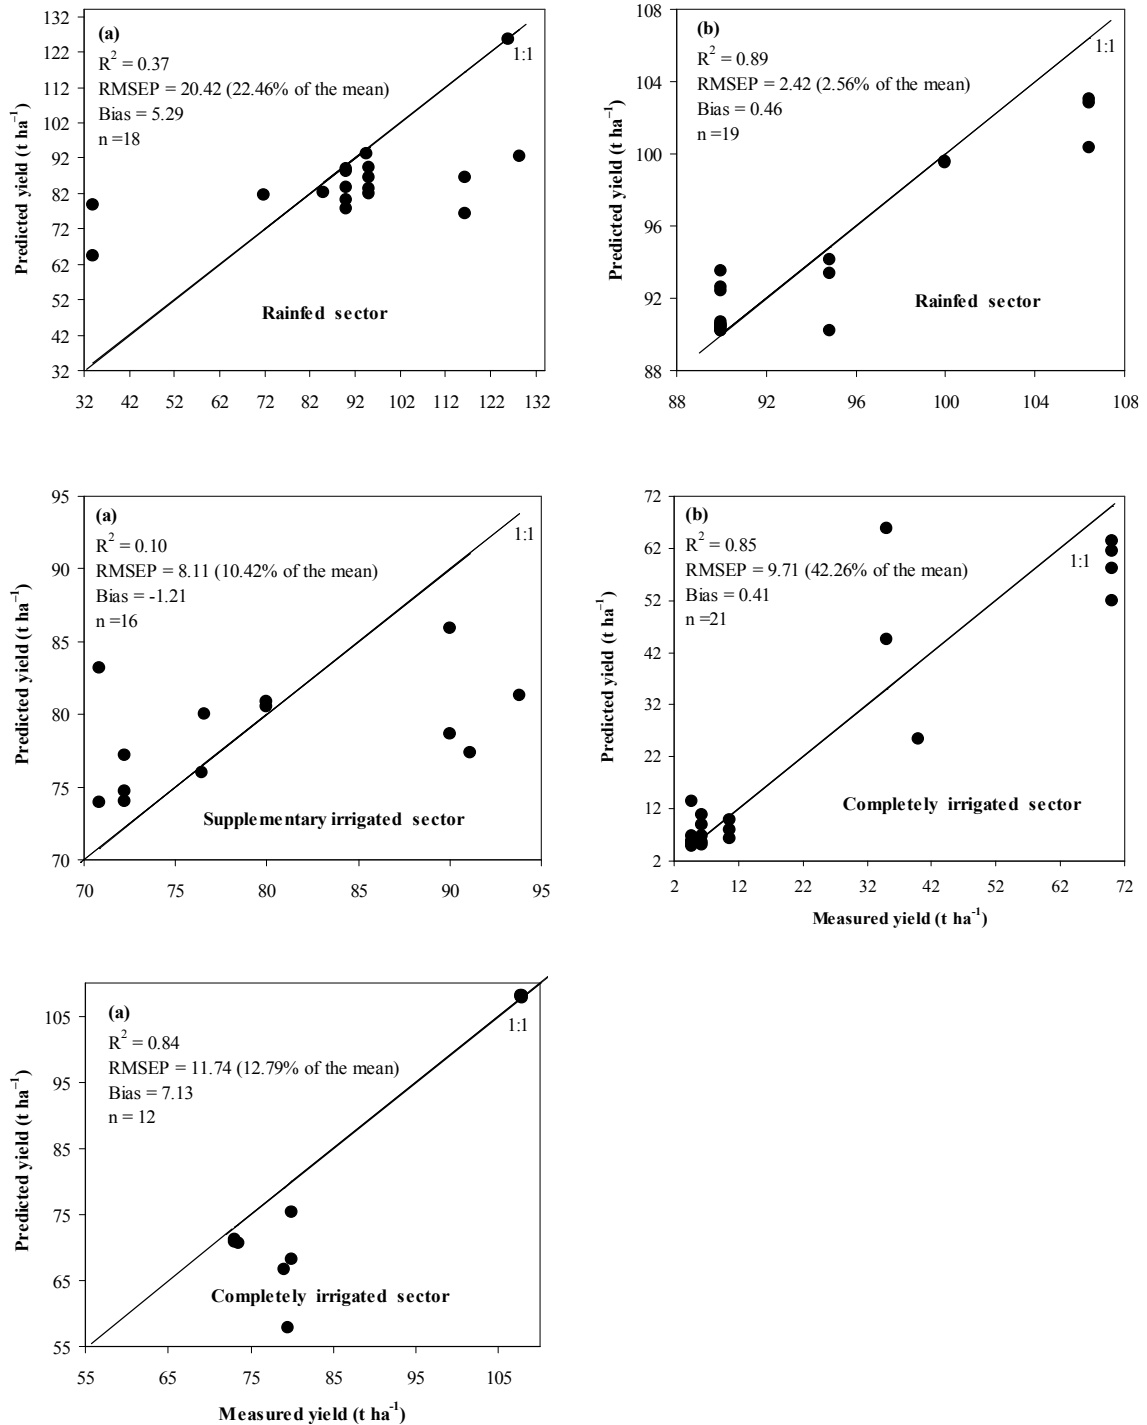 (a)
R² = 0.37
RMSEP = 20.42 (22.46% of the mean)
Bias = 5.29
n =18
1:1
Rainfed sector
Predicted yield (t ha⁻¹)
132
122
112
102
92
82
72
62
52
42
32
32 42 52 62 72 82 92 102 112 122 132
(b)
R² = 0.89
RMSEP = 2.42 (2.56% of the mean)
Bias = 0.46
n =19
1:1
Rainfed sector
Predicted yield (t ha⁻¹)
108
104
100
96
92
88
88 92 96 100 104 108
(a)
R² = 0.10
RMSEP = 8.11 (10.42% of the mean)
Bias = -1.21
n =16
1:1
Supplementary irrigated sector
Predicted yield (t ha⁻¹)
95
90
85
80
75
70
70 75 80 85 90 95
(b)
R² = 0.85
RMSEP = 9.71 (42.26% of the mean)
Bias = 0.41
n =21
1:1
Completely irrigated sector
Predicted yield (t ha⁻¹)
72
62
52
42
32
22
12
2
2 12 22 32 42 52 62 72
Measured yield (t ha⁻¹)
(a)
R² = 0.84
RMSEP = 11.74 (12.79% of the mean)
Bias = 7.13
n = 12
1:1
Completely irrigated sector
Predicted yield (t ha⁻¹)
105
95
85
75
65
55
55 65 75 85 95 105
Measured yield (t ha⁻¹)